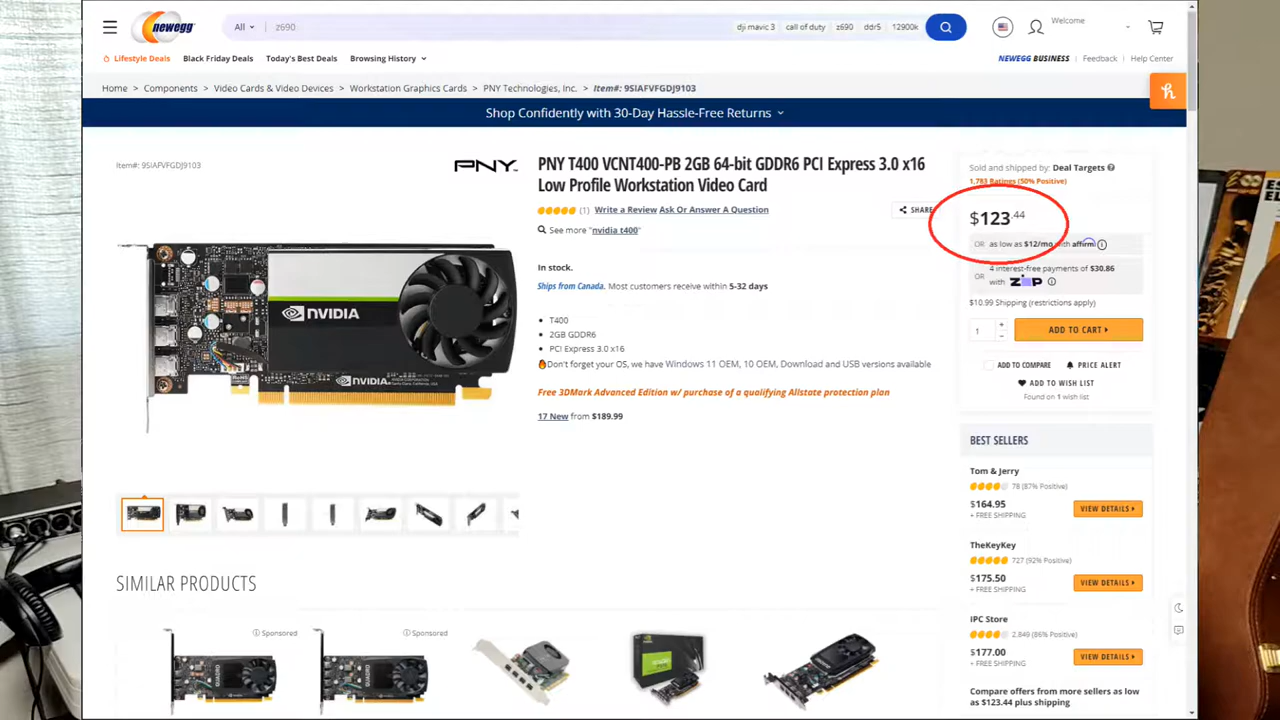 newegg
All
z690
dji mavic 3
call of duty
z690
ddr5
12900k
Welcome
Lifestyle Deals
Black Friday Deals
Today's Best Deals
Browsing History
NEWEGG BUSINESS
Feedback
Help Center
Home > Components > Video Cards & Video Devices > Workstation Graphics Cards > PNY Technologies, Inc. > Item#: 9SIAFVFGDJ9103
Shop Confidently with 30-Day Hassle-Free Returns
Item#: 9SIAFVFGDJ9103
PNY
NVIDIA
NVIDIA
PNY T400 VCNT400-PB 2GB 64-bit GDDR6 PCI Express 3.0 x16
Low Profile Workstation Video Card
(1) Write a Review Ask Or Answer A Question
SHARE
See more "nvidia t400"
In stock.
Ships from Canada. Most customers receive within 5-32 days
T400
2GB GDDR6
PCI Express 3.0 x16
Don't forget your OS, we have Windows 11 OEM, 10 OEM, Download and USB versions available
Free 3DMark Advanced Edition w/ purchase of a qualifying Allstate protection plan
17 New from $189.99
Sold and shipped by: Deal Targets
1,783 Ratings (50% Positive)
$123.44
OR as low as $12/mo with affirm
OR 4 interest-free payments of $30.86
with ZIP
$10.99 Shipping (restrictions apply)
1
ADD TO CART
ADD TO COMPARE
PRICE ALERT
ADD TO WISH LIST
Found on 1 wish list
BEST SELLERS
Tom & Jerry
78 (87% Positive)
$164.95
+ FREE SHIPPING
VIEW DETAILS
TheKeyKey
727 (92% Positive)
$175.50
+ FREE SHIPPING
VIEW DETAILS
IPC Store
2,849 (86% Positive)
$177.00
+ FREE SHIPPING
VIEW DETAILS
Compare offers from more sellers as low
as $123.44 plus shipping
SIMILAR PRODUCTS
Sponsored
Sponsored
QUADRO
QUADRO